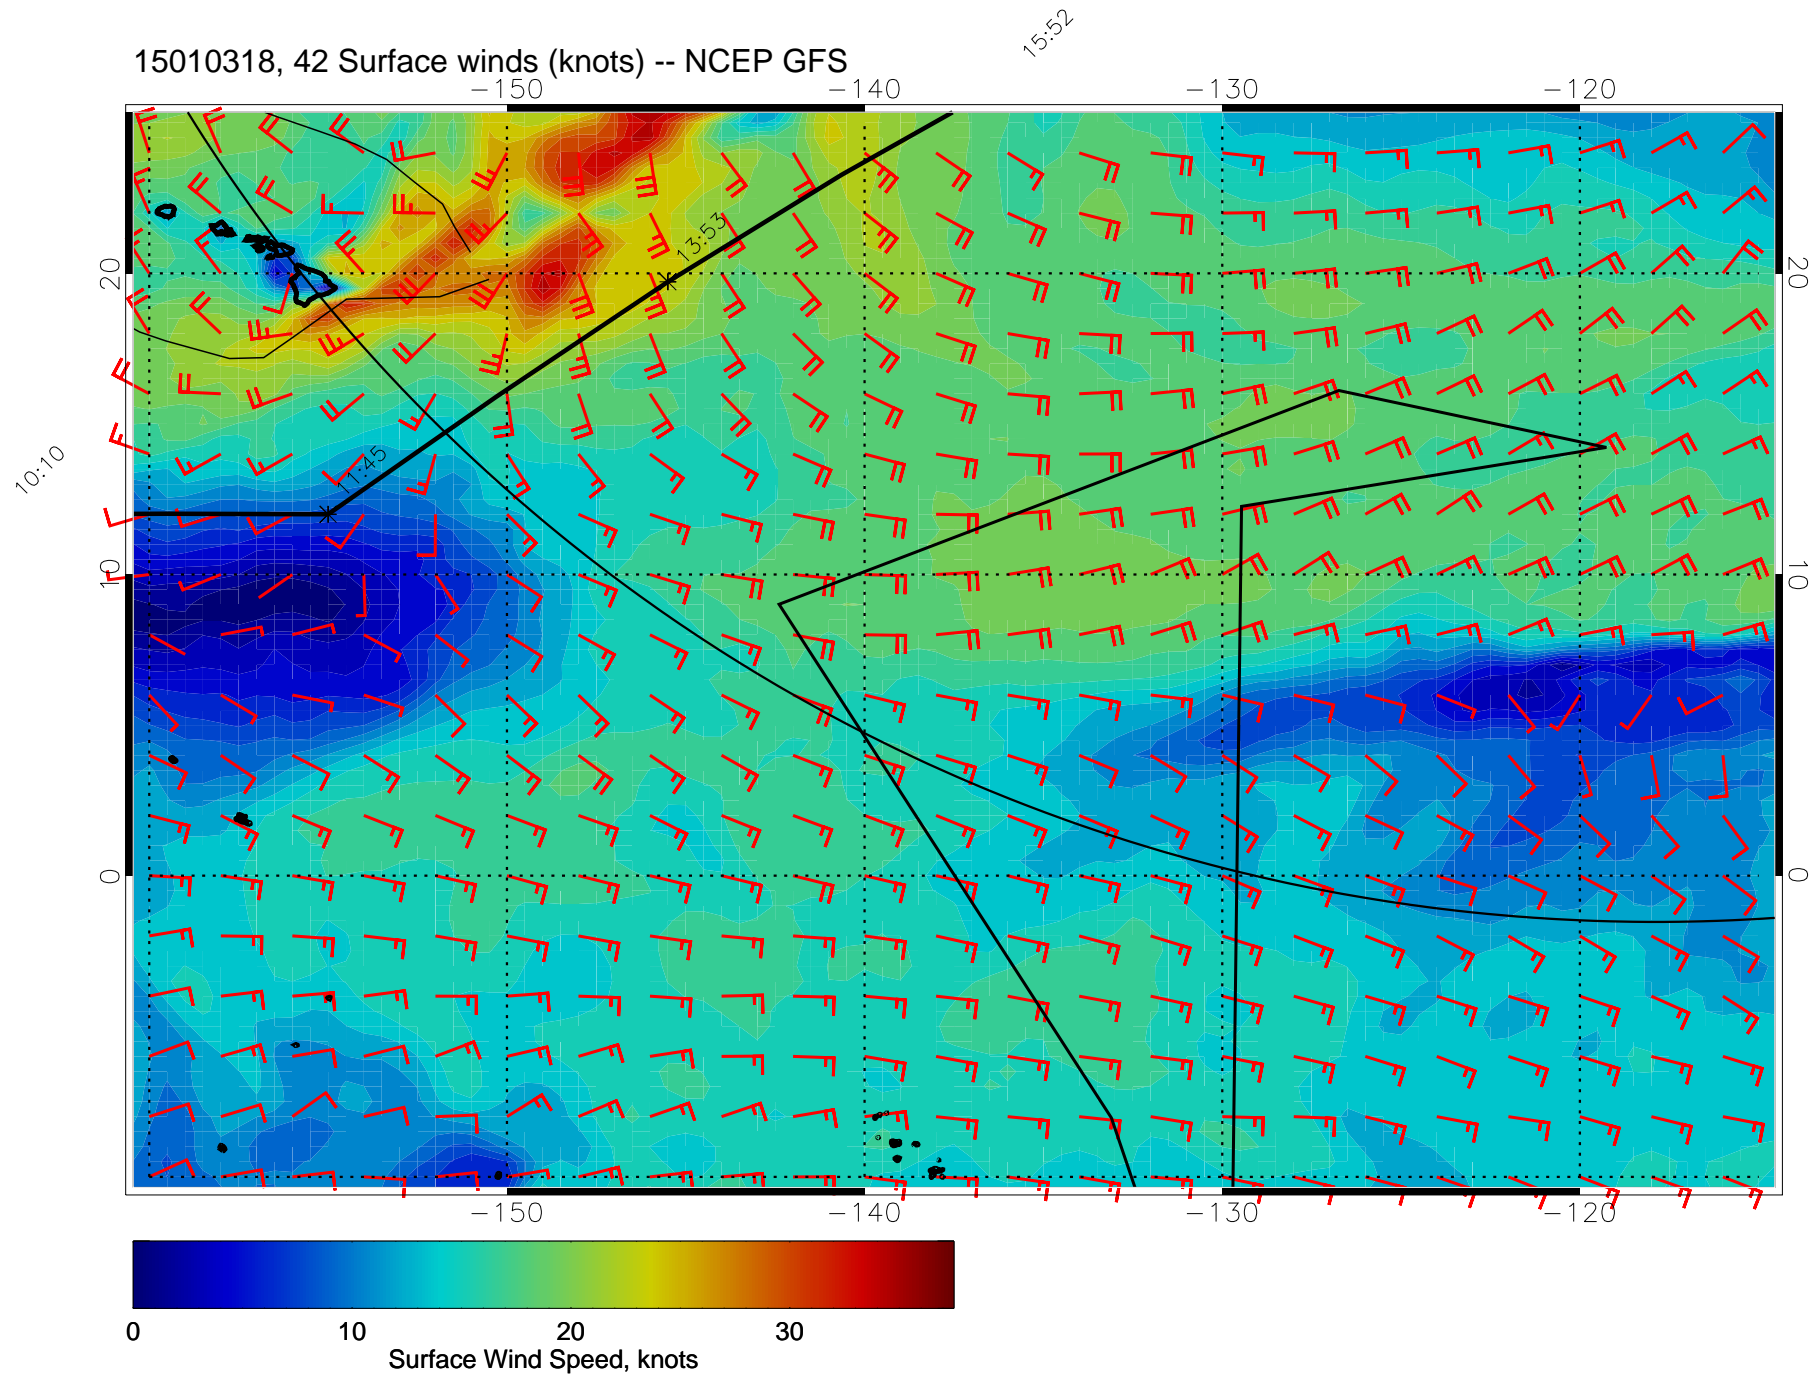 15:52
15010318, 42 Surface winds (knots) -- NCEP GFS
-150 -140 -130 -120
20 20
13:53
11:45
10:10
10 10
0 0
-150 -140 -130 -120
0 10 20 30
Surface Wind Speed, knots